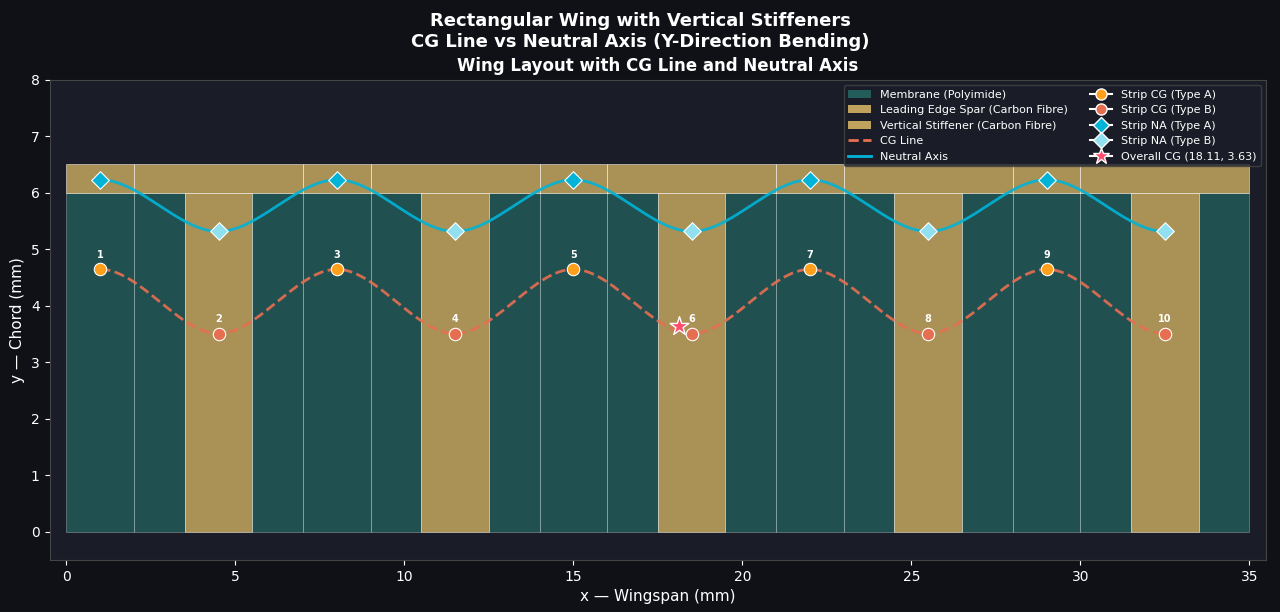 Rectangular Wing with Vertical Stiffeners
CG Line vs Neutral Axis (Y-Direction Bending)
Wing Layout with CG Line and Neutral Axis
Membrane (Polyimide)
Leading Edge Spar (Carbon Fibre)
Vertical Stiffener (Carbon Fibre)
CG Line
Neutral Axis
Strip CG (Type A)
Strip CG (Type B)
Strip NA (Type A)
Strip NA (Type B)
Overall CG (18.11, 3.63)
y — Chord (mm)
8
7
6
5
4
3
2
1
0
1
2
3
4
5
6
7
8
9
10
0
5
10
15
20
25
30
35
x — Wingspan (mm)